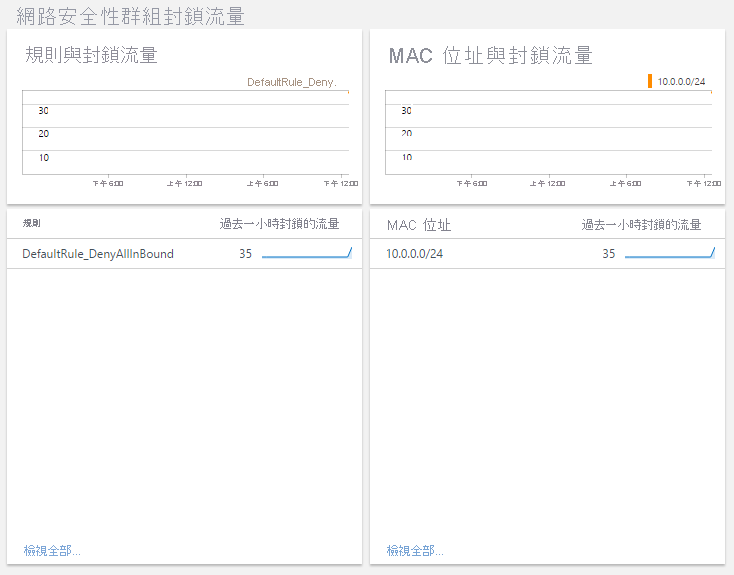 網路安全性群組封鎖流量
規則與封鎖流量
DefaultRule_Deny.
30
20
10
下午 6:00
上午 12:00
上午 6:00
下午 12:00
規則
過去一小時封鎖的流量
DefaultRule_DenyAllInBound
35
檢視全部...
MAC 位址與封鎖流量
10.0.0.0/24
30
20
10
下午 6:00
上午 12:00
上午 6:00
下午 12:00
MAC 位址
過去一小時封鎖的流量
10.0.0.0/24
35
檢視全部...